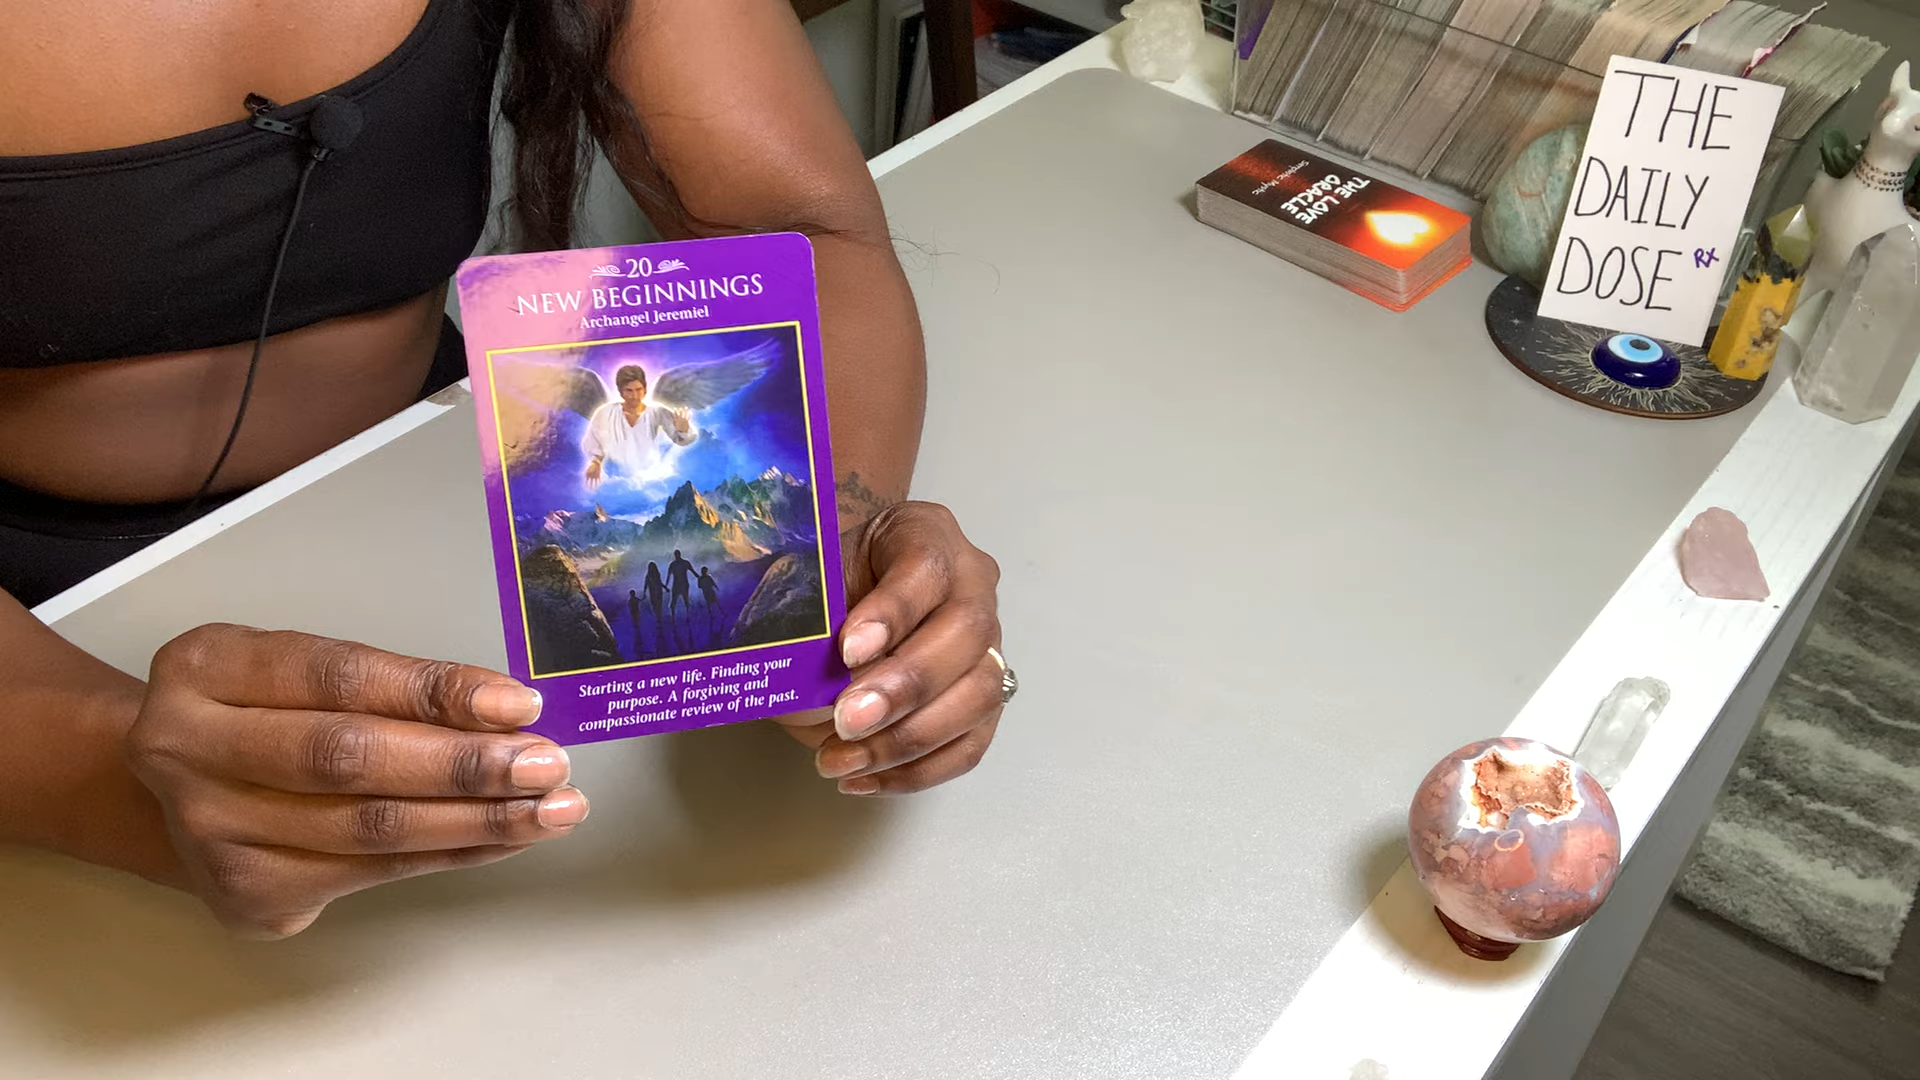 20
NEW BEGINNINGS
Archangel Jeremiel
Starting a new life. Finding your
purpose. A forgiving and
compassionate review of the past.
THE LOVE
ORACLE
THE
DAILY
DOSE RX